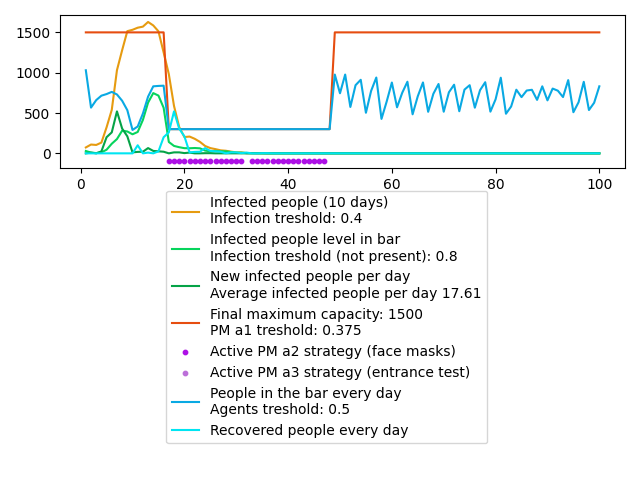 1500
1000
500
0
0
20
40
60
80
100
Infected people (10 days)
Infection treshold: 0.4
Infected people level in bar
Infection treshold (not present): 0.8
New infected people per day
Average infected people per day 17.61
Final maximum capacity: 1500
PM a1 treshold: 0.375
Active PM a2 strategy (face masks)
Active PM a3 strategy (entrance test)
People in the bar every day
Agents treshold: 0.5
Recovered people every day